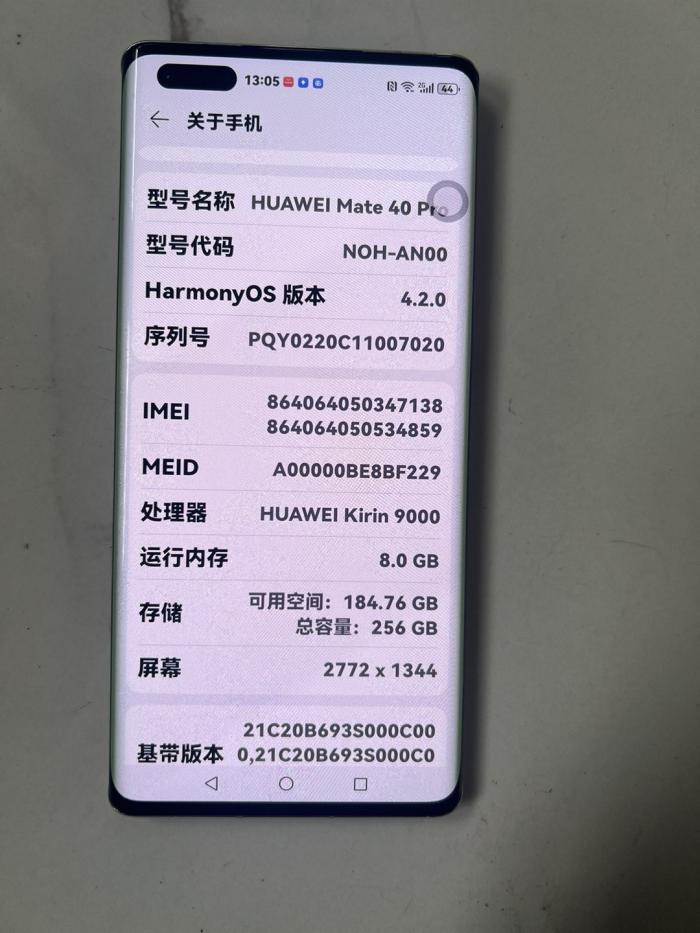 13:05 2G 44
关于手机
型号名称 HUAWEI Mate 40 Pro
型号代码 NOH-AN00
HarmonyOS 版本 4.2.0
序列号 PQY0220C11007020
IMEI 864064050347138
864064050534859
MEID A00000BE8BF229
处理器 HUAWEI Kirin 9000
运行内存 8.0 GB
存储 可用空间：184.76 GB
总容量：256 GB
屏幕 2772 x 1344
21C20B693S000C00
基带版本 0,21C20B693S000C0